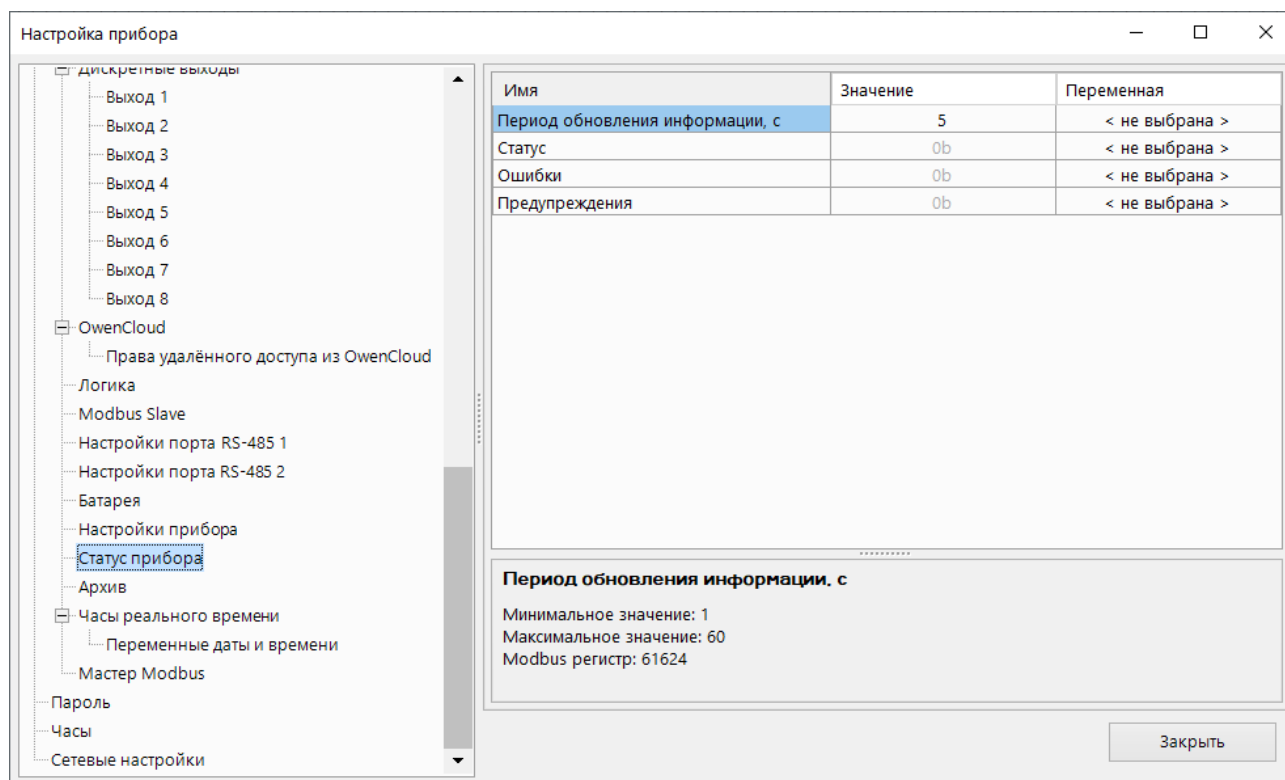 Настройка прибора
Дискретные выходы
Выход 1
Выход 2
Выход 3
Выход 4
Выход 5
Выход 6
Выход 7
Выход 8
OwenCloud
Права удалённого доступа из OwenCloud
Логика
Modbus Slave
Настройки порта RS-485 1
Настройки порта RS-485 2
Батарея
Настройки прибора
Статус прибора
Архив
Часы реального времени
Переменные даты и времени
Мастер Modbus
Пароль
Часы
Сетевые настройки
Имя Значение Переменная
Период обновления информации, с 5 < не выбрана >
Статус 0b < не выбрана >
Ошибки 0b < не выбрана >
Предупреждения 0b < не выбрана >
Период обновления информации, с
Минимальное значение: 1
Максимальное значение: 60
Modbus регистр: 61624
Закрыть